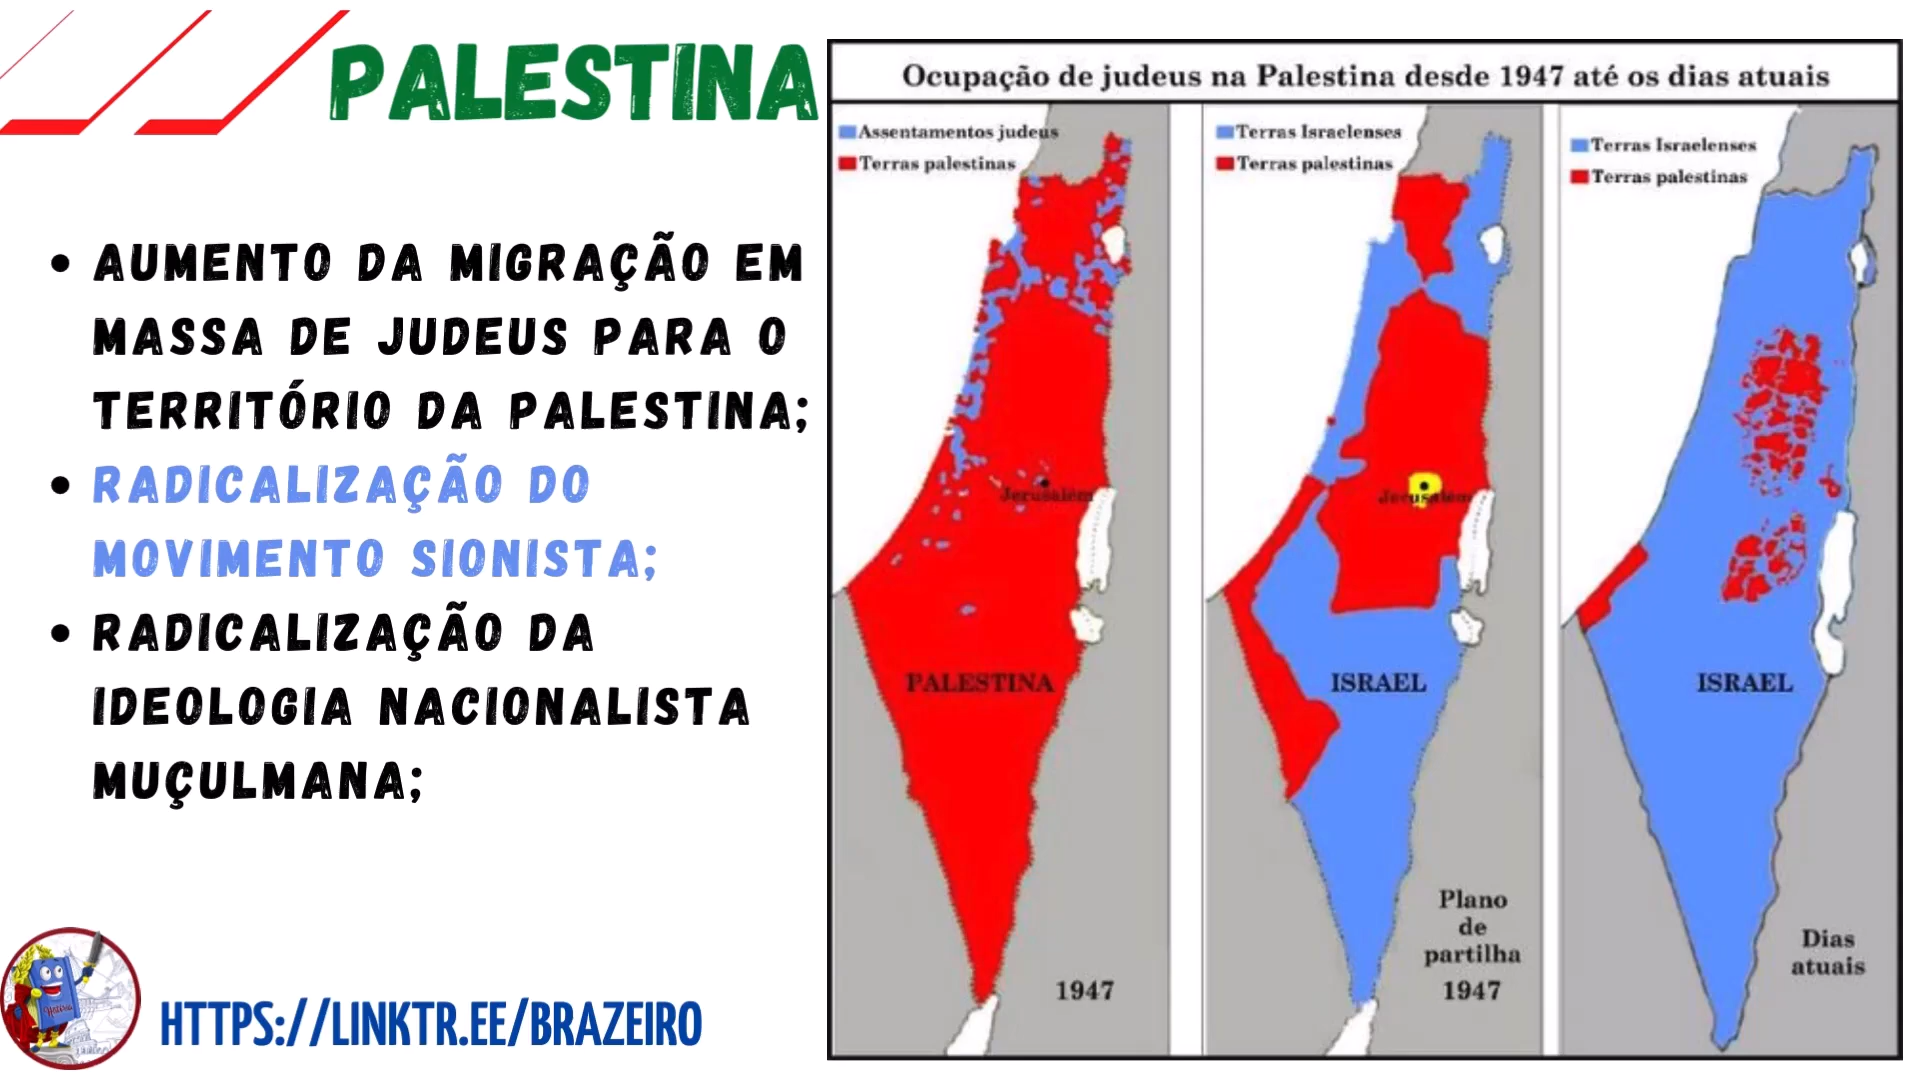 PALESTINA
• AUMENTO DA MIGRAÇÃO EM
MASSA DE JUDEUS PARA O
TERRITÓRIO DA PALESTINA;
• RADICALIZAÇÃO DO
MOVIMENTO SIONISTA;
• RADICALIZAÇÃO DA
IDEOLOGIA NACIONALISTA
MUÇULMANA;
HTTPS://LINKTR.EE/BRAZEIRO
Ocupação de judeus na Palestina desde 1947 até os dias atuais
Assentamentos judeus
Terras palestinas
Jerusalém
PALESTINA
1947
Terras Israelenses
Terras palestinas
Jerusalém
ISRAEL
Plano
de
partilha
1947
Terras Israelenses
Terras palestinas
ISRAEL
Dias
atuais